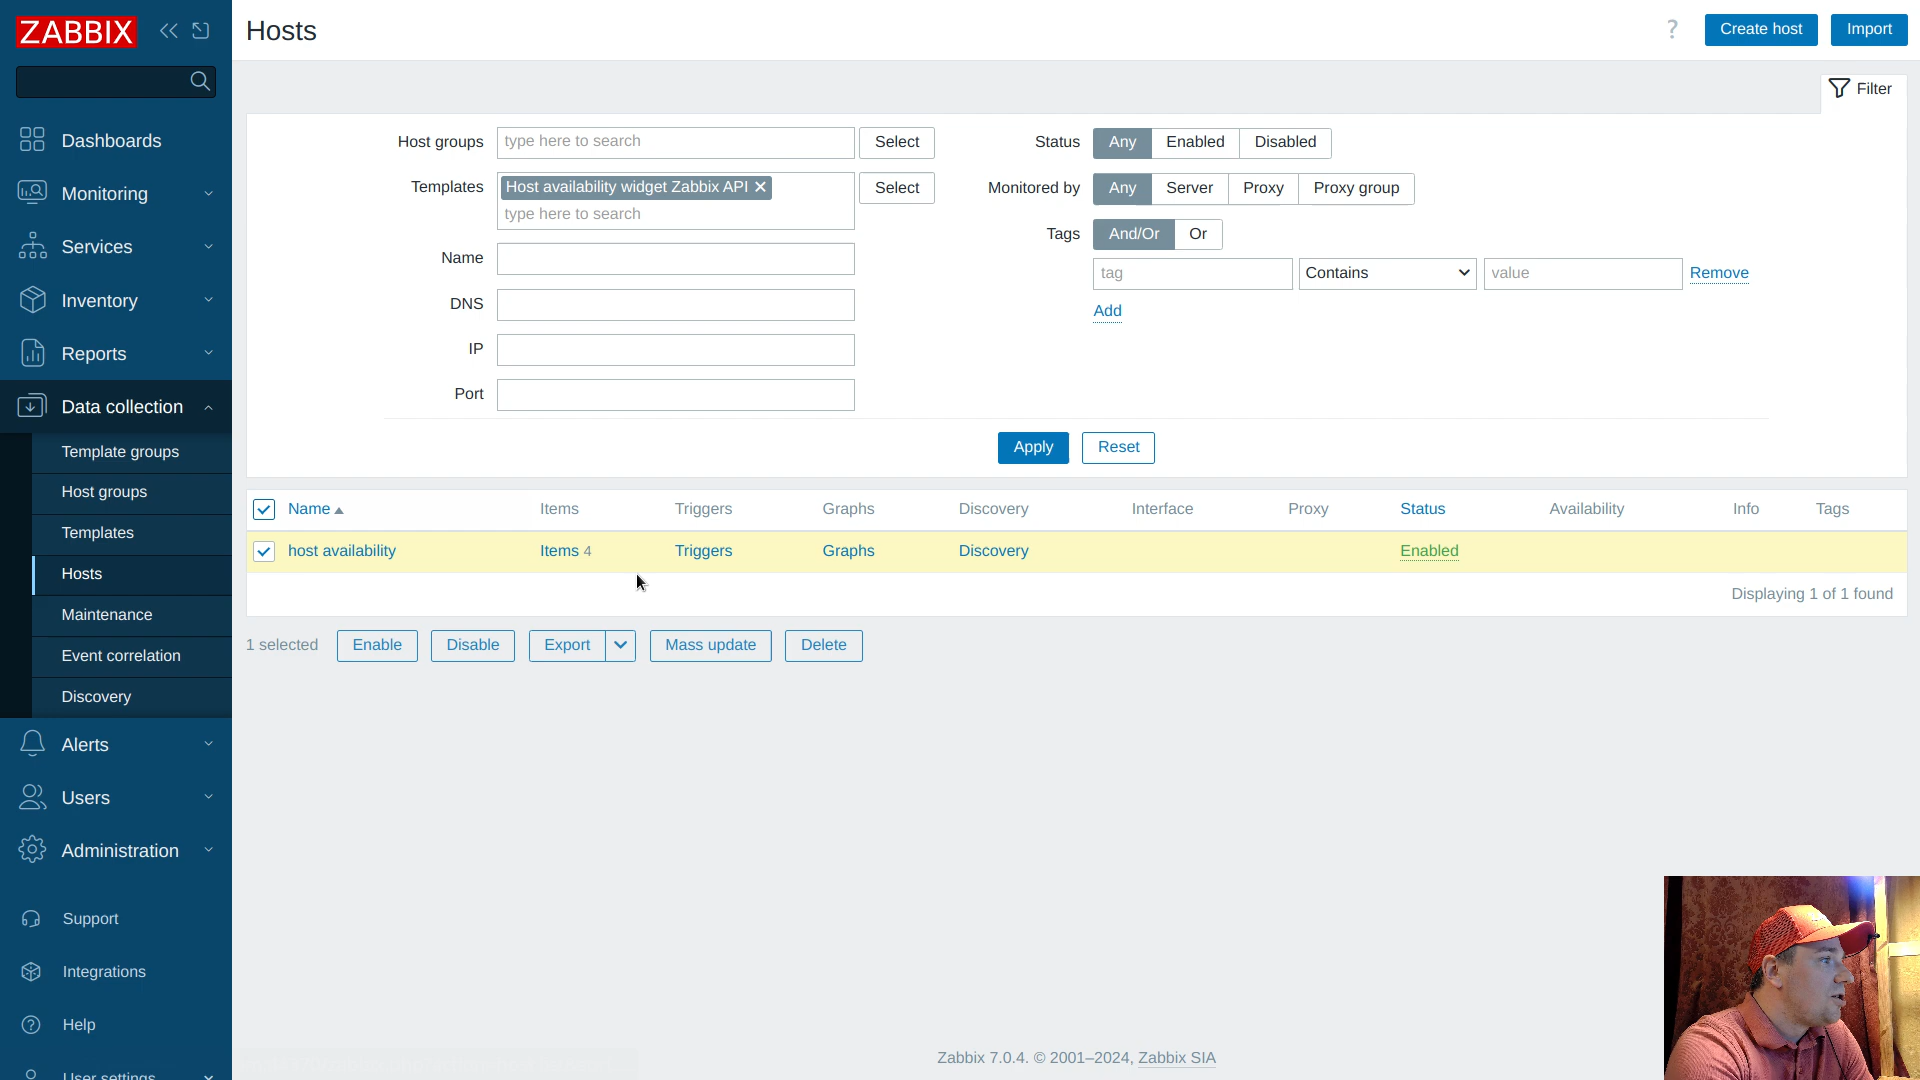 ZABBIX
Hosts
?
Create host
Import
Filter
Dashboards
Monitoring
Services
Inventory
Reports
Data collection
Template groups
Host groups
Templates
Hosts
Maintenance
Event correlation
Discovery
Alerts
Users
Administration
Support
Integrations
Help
User settings
Host groups type here to search Select
Templates Host availability widget Zabbix API Select
type here to search
Name
DNS
IP
Port
Status Any Enabled Disabled
Monitored by Any Server Proxy Proxy group
Tags And/Or Or
tag Contains value Remove
Add
Apply Reset
Name Items Triggers Graphs Discovery Interface Proxy Status Availability Info Tags
host availability Items 4 Triggers Graphs Discovery Enabled
Displaying 1 of 1 found
1 selected Enable Disable Export Mass update Delete
Zabbix 7.0.4. © 2001–2024, Zabbix SIA